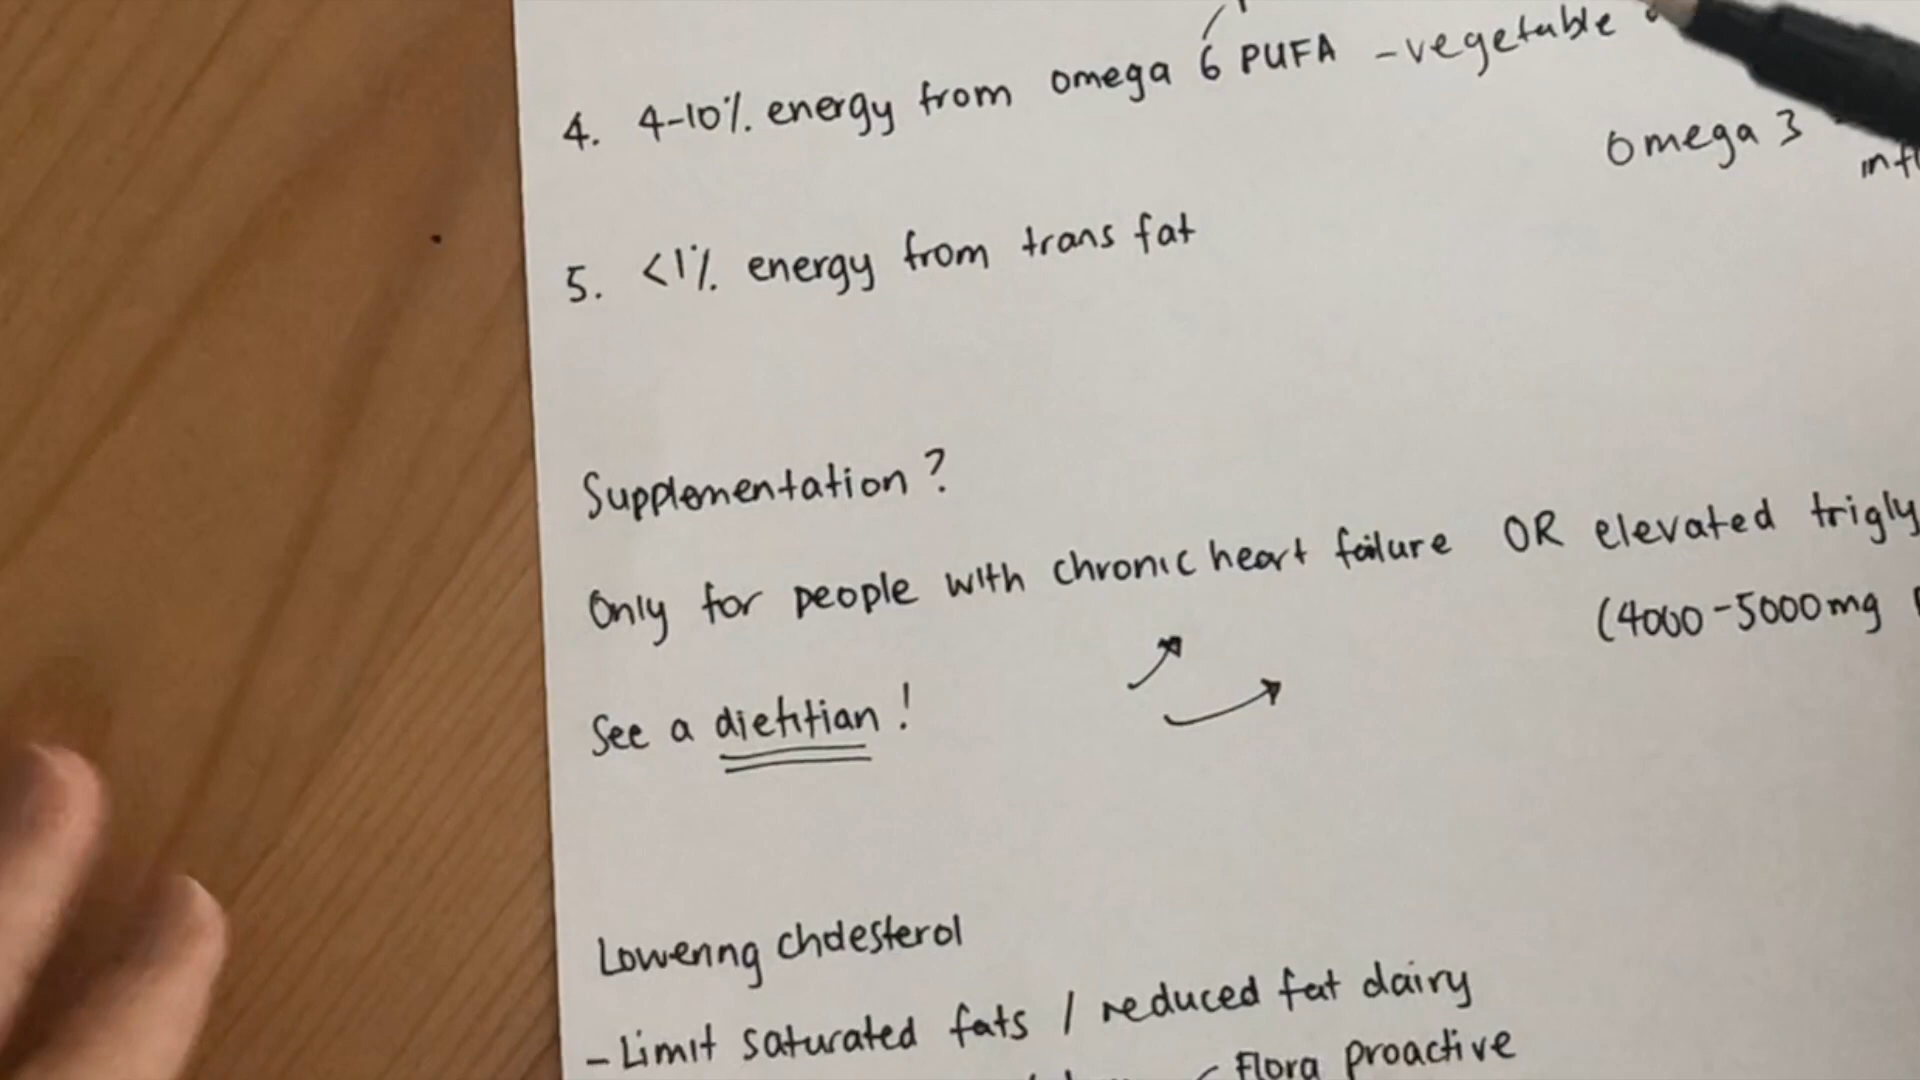 4. 4-10% energy from omega 6 PUFA - vegetable
omega 3
5. <1% energy from trans fat
Supplementation?
Only for people with chronic heart failure OR elevated trigly
(4000-5000mg
See a dietitian!
Lowering cholesterol
- Limit saturated fats / reduced fat dairy
Flora proactive